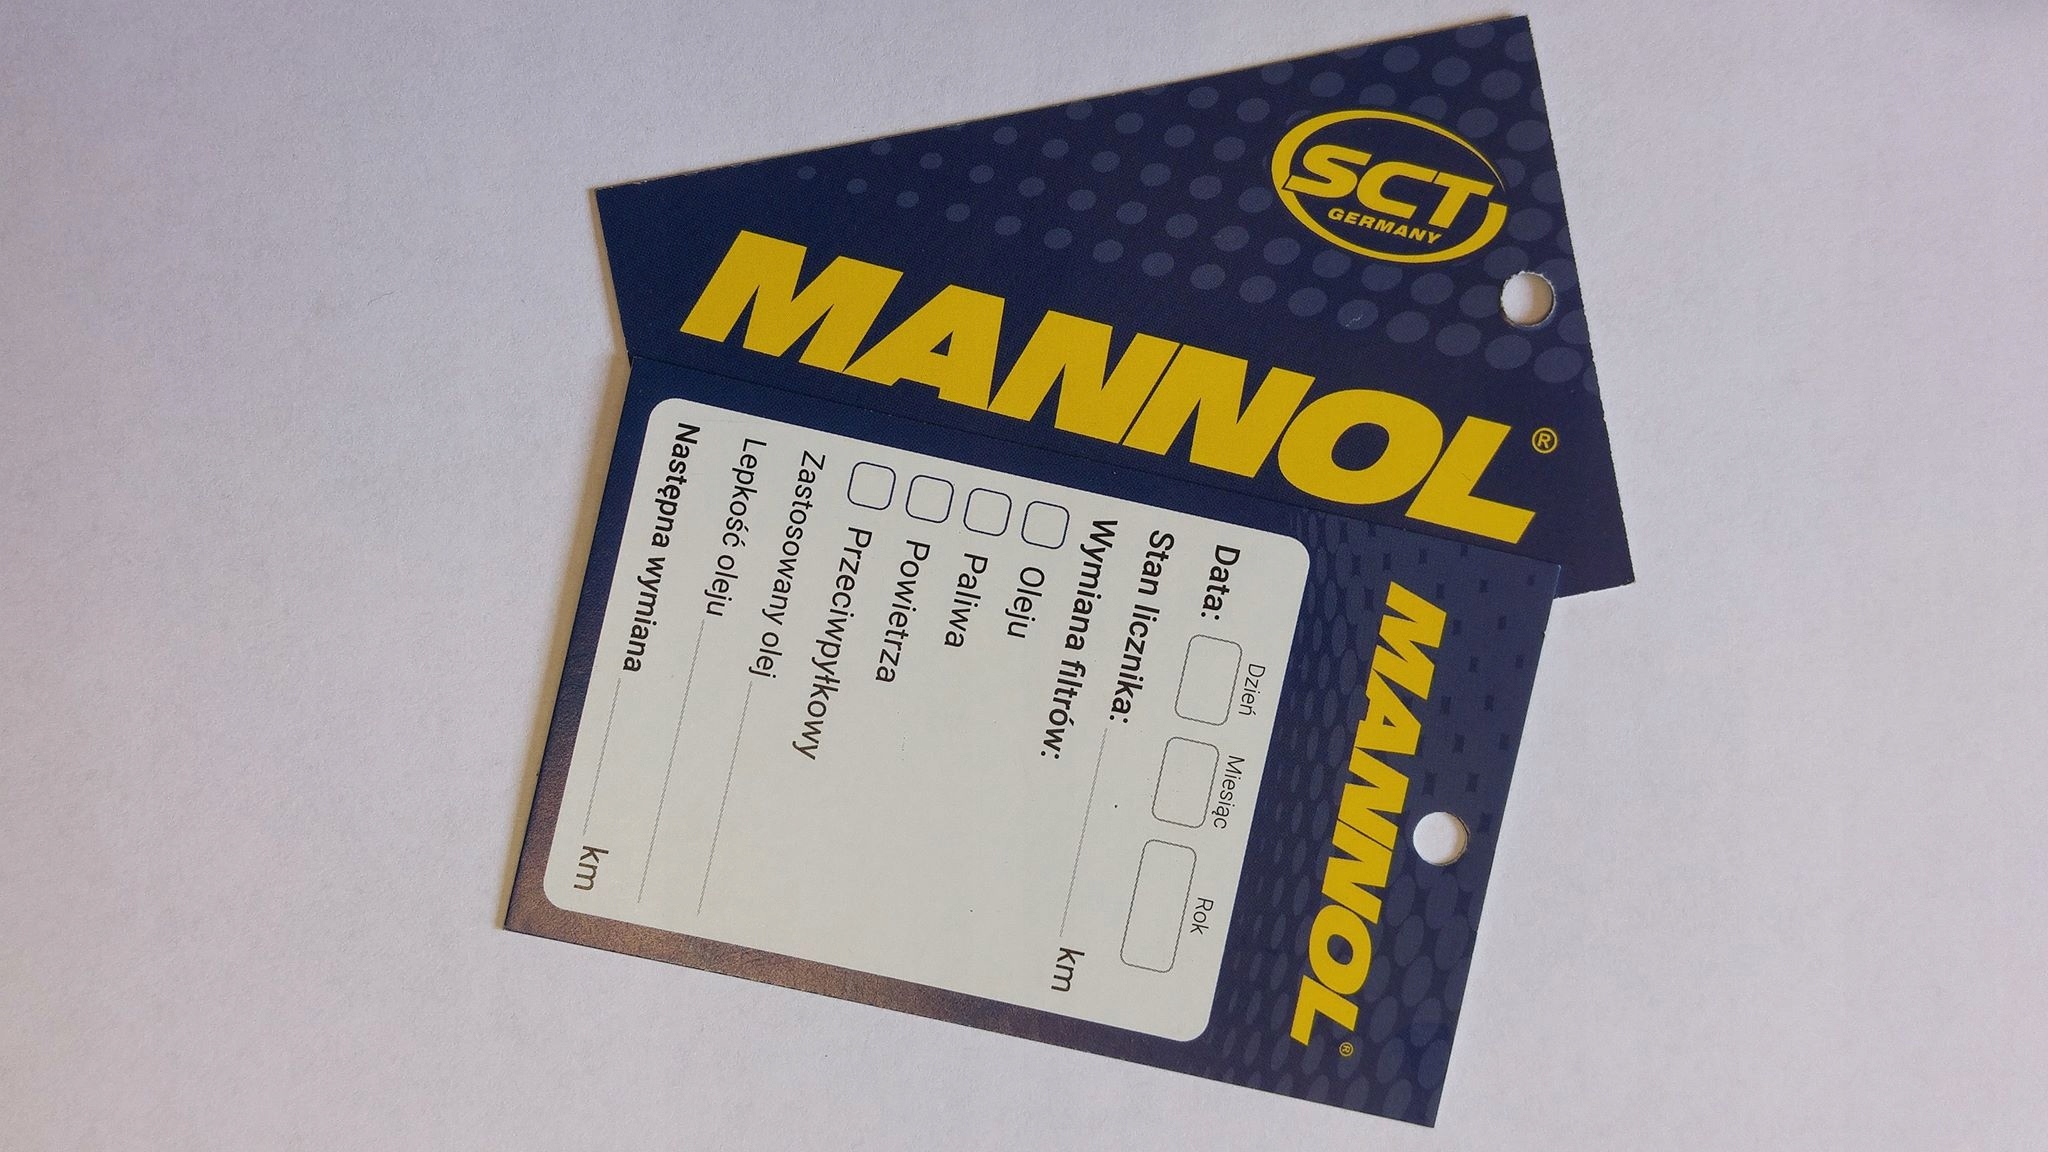 SCT
GERMANY
MANNOL®
MANNOL®
Dzień Miesiąc Rok
Data:
Stan licznika: km
Wymiana filtrów:
Oleju
Paliwa
Powietrza
Przeciwpyłkowy
Zastosowany olej
Lepkość oleju
Następna wymiana km